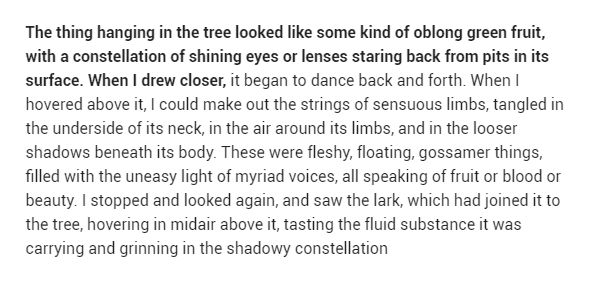 The thing hanging in the tree looked like some kind of oblong green fruit,
with a constellation of shining eyes or lenses staring back from pits in its
surface. When I drew closer, it began to dance back and forth. When I
hovered above it, I could make out the strings of sensuous limbs, tangled in
the underside of its neck, in the air around its limbs, and in the looser
shadows beneath its body. These were fleshy, floating, gossamer things,
filled with the uneasy light of myriad voices, all speaking of fruit or blood or
beauty. I stopped and looked again, and saw the lark, which had joined it to
the tree, hovering in midair above it, tasting the fluid substance it was
carrying and grinning in the shadowy constellation